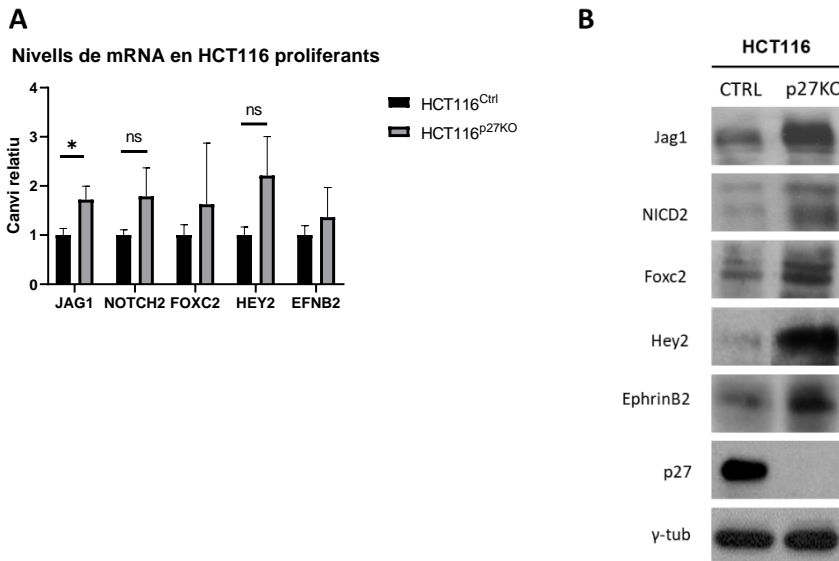 A
Nivells de mRNA en HCT116 proliferants
Canvi relatiu
4
3
2
1
0
*
ns
ns
JAG1 NOTCH2 FOXC2 HEY2 EFNB2
HCT116Ctrl
HCT116p27KO
B
HCT116
CTRL p27KO
Jag1
NICD2
Foxc2
Hey2
EphrinB2
p27
γ-tub